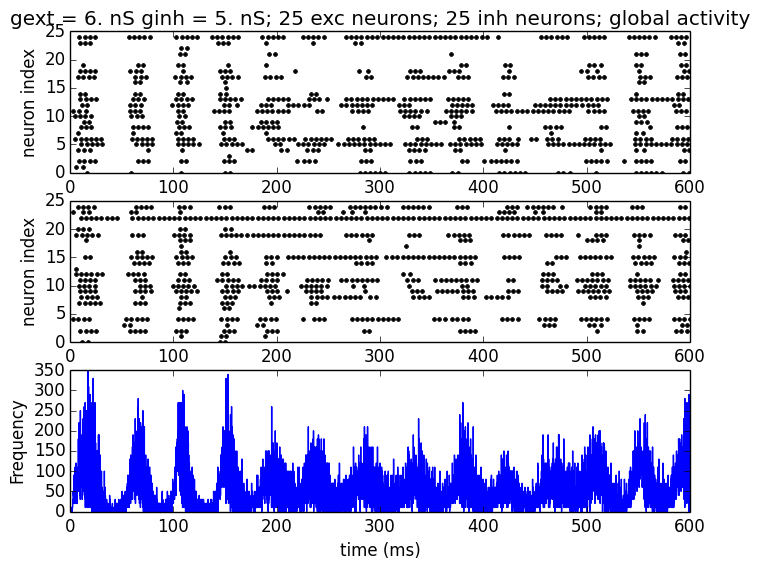 gext = 6. nS ginh = 5. nS; 25 exc neurons; 25 inh neurons; global activity
25
20
15
10
5
0
neuron index
0 100 200 300 400 500 600
25
20
15
10
5
0
neuron index
0 100 200 300 400 500 600
350
300
250
200
150
100
50
0
Frequency
0 100 200 300 400 500 600
time (ms)